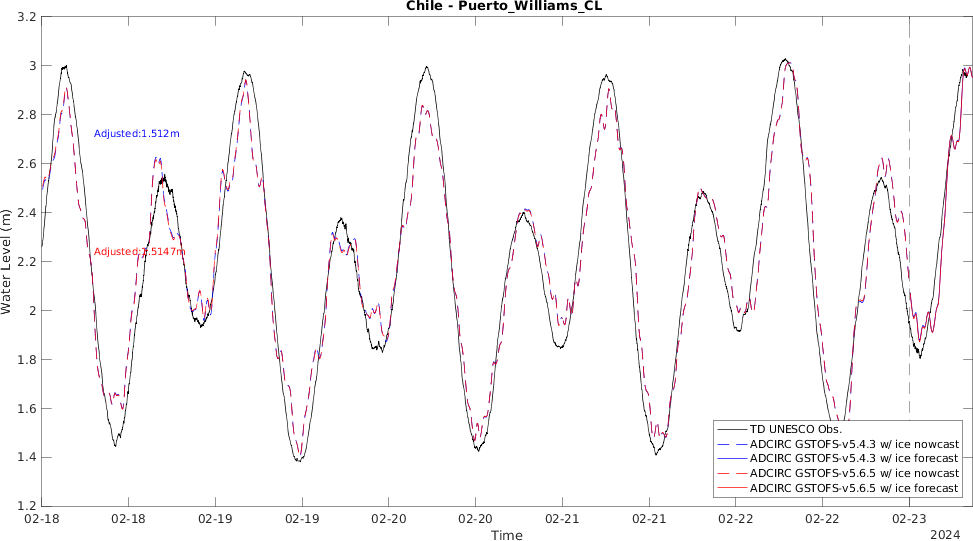 Chile - Puerto_Williams_CL
3.2
3
2.8
2.6
2.4
2.2
2
1.8
1.6
1.4
1.2
Water Level (m)
Adjusted:1.512m
Adjusted:1.5147m
TD UNESCO Obs.
ADCIRC GSTOFS-v5.4.3 w/ ice nowcast
ADCIRC GSTOFS-v5.4.3 w/ ice forecast
ADCIRC GSTOFS-v5.6.5 w/ ice nowcast
ADCIRC GSTOFS-v5.6.5 w/ ice forecast
02-18 02-18 02-19 02-19 02-20 02-20 02-21 02-21 02-22 02-22 02-23
Time
2024